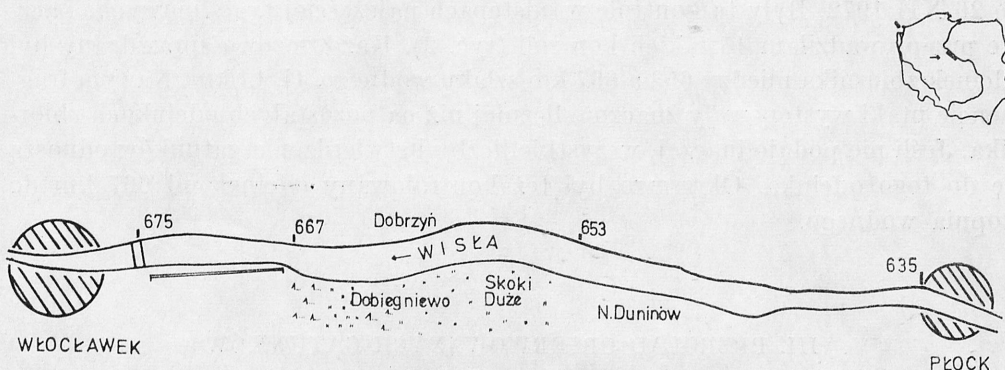 675
667
Dobrzyń
653
← WISŁA
635
Dobiegniewo
Skoki
Duże
N.Duninów
WŁOCŁAWEK
PŁOCK